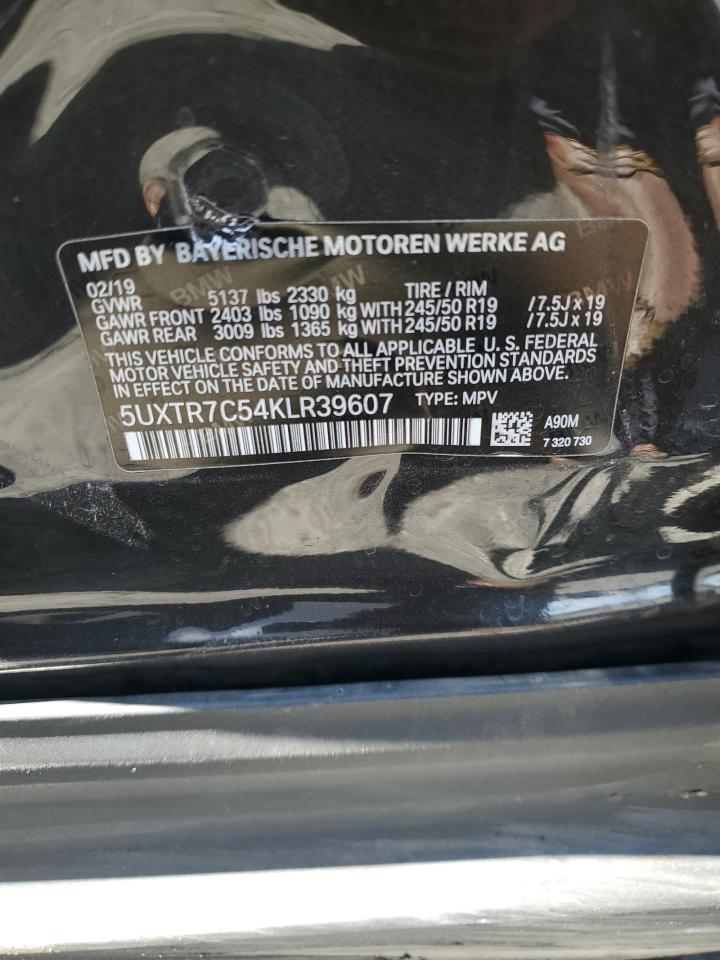 MFD BY BAYERISCHE MOTOREN WERKE AG
02/19
GVWR 5137 lbs 2330 kg TIRE / RIM
GAWR FRONT 2403 lbs 1090 kg WITH 245/50 R19 / 7.5J x 19
GAWR REAR 3009 lbs 1365 kg WITH 245/50 R19 / 7.5J x 19
THIS VEHICLE CONFORMS TO ALL APPLICABLE U. S. FEDERAL
MOTOR VEHICLE SAFETY AND THEFT PREVENTION STANDARDS
IN EFFECT ON THE DATE OF MANUFACTURE SHOWN ABOVE.
5UXTR7C54KLR39607 TYPE: MPV
A90M
7 320 730